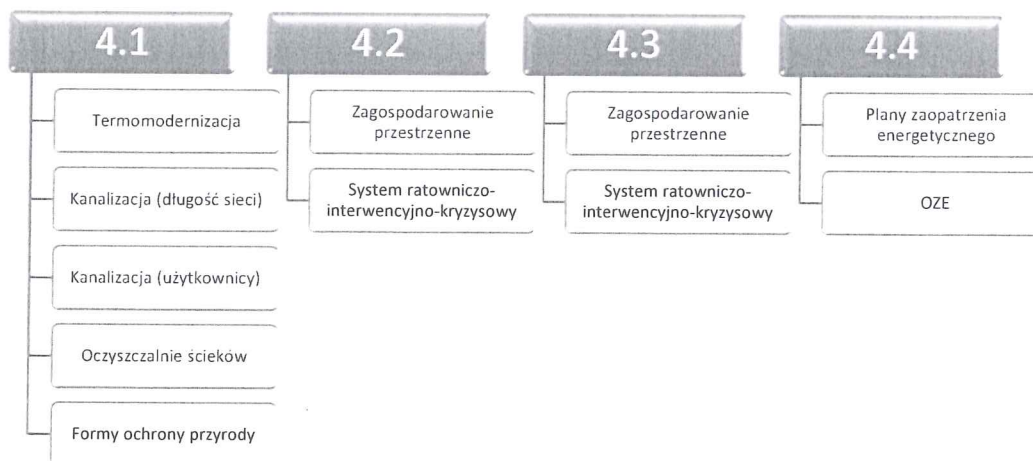 4.1
Termomodernizacja
Kanalizacja (długość sieci)
Kanalizacja (użytkownicy)
Oczyszczalnie ścieków
Formy ochrony przyrody
4.2
Zagospodarowanie
przestrzenne
System ratowniczo-
interwencyjno-kryzysowy
4.3
Zagospodarowanie
przestrzenne
System ratowniczo-
interwencyjno-kryzysowy
4.4
Plany zaopatrzenia
energetycznego
OZE